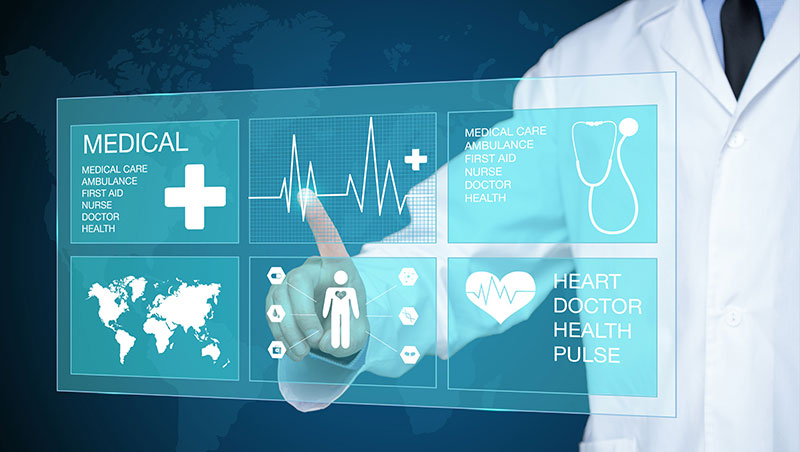 MEDICAL
MEDICAL CARE
AMBULANCE
FIRST AID
NURSE
DOCTOR
HEALTH
MEDICAL CARE
AMBULANCE
FIRST AID
NURSE
DOCTOR
HEALTH
HEART
DOCTOR
HEALTH
PULSE